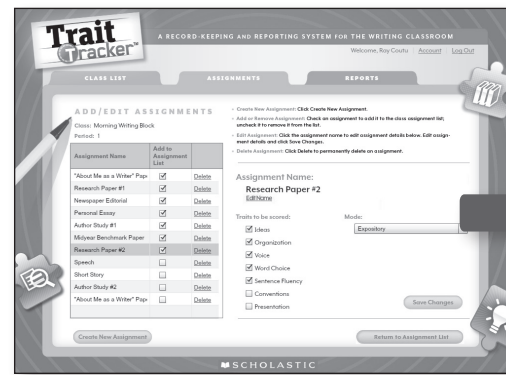 Trait
Tracker™
A RECORD-KEEPING AND REPORTING SYSTEM FOR THE WRITING CLASSROOM
Welcome, Ray Coutu | Account | Log Out
CLASS LIST
ASSIGNMENTS
REPORTS
ADD/EDIT ASSIGNMENTS
Class: Morning Writing Block
Period: 1
Assignment Name
Add to Assignment List
"About Me as a Writer" Pap
Delete
Research Paper #1
Delete
Newspaper Editorial
Delete
Personal Essay
Delete
Author Study #1
Delete
Midyear Benchmark Paper
Delete
Research Paper #2
Delete
Speech
Delete
Short Story
Delete
Author Study #2
Delete
"About Me as a Writer" Pap
Delete
Create New Assignment
• Create New Assignment: Click Create New Assignment.
• Add or Remove Assignment: Check an assignment to add it to the class assignment list;
uncheck it to remove it from the list.
• Edit Assignment: Click the assignment name to edit assignment details below. Edit assign-
ment details and click Save Changes.
• Delete Assignment: Click Delete to permanently delete an assignment.
Assignment Name:
Research Paper #2
Edit Name
Traits to be scored:
Ideas
Organization
Voice
Word Choice
Sentence Fluency
Conventions
Presentation
Mode:
Expository
Save Changes
Return to Assignment List
SCHOLASTIC